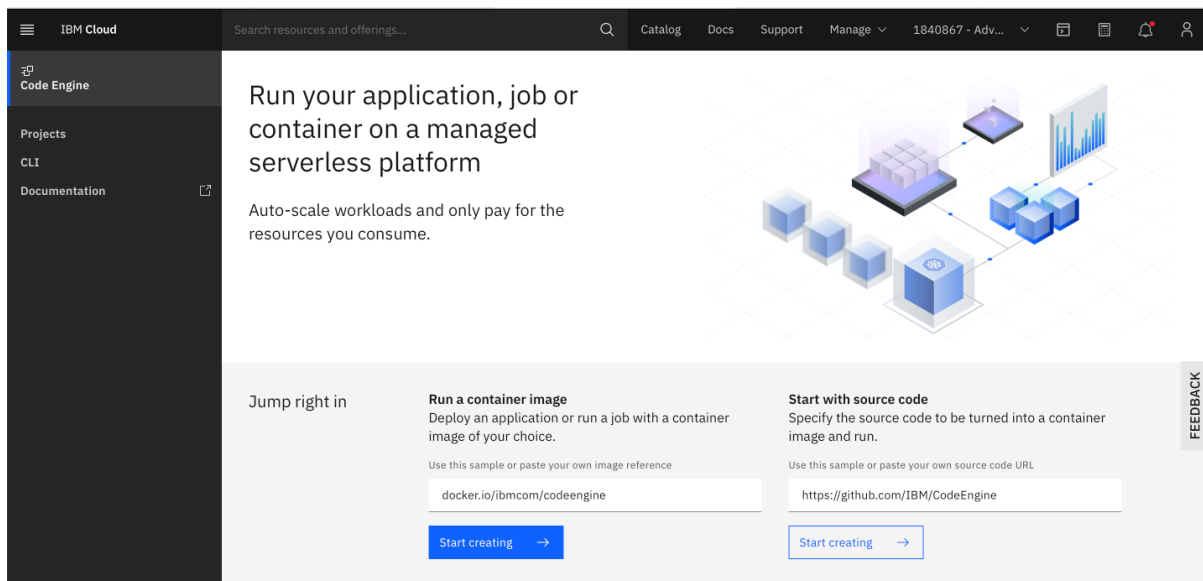 IBM Cloud
Search resources and offerings...
Catalog
Docs
Support
Manage
1840867 - Adv...
Code Engine
Projects
CLI
Documentation
Run your application, job or
container on a managed
serverless platform
Auto-scale workloads and only pay for the
resources you consume.
Jump right in
Run a container image
Deploy an application or run a job with a container
image of your choice.
Use this sample or paste your own image reference
docker.io/ibmcom/codeengine
Start creating
Start with source code
Specify the source code to be turned into a container
image and run.
Use this sample or paste your own source code URL
https://github.com/IBM/CodeEngine
Start creating
FEEDBACK